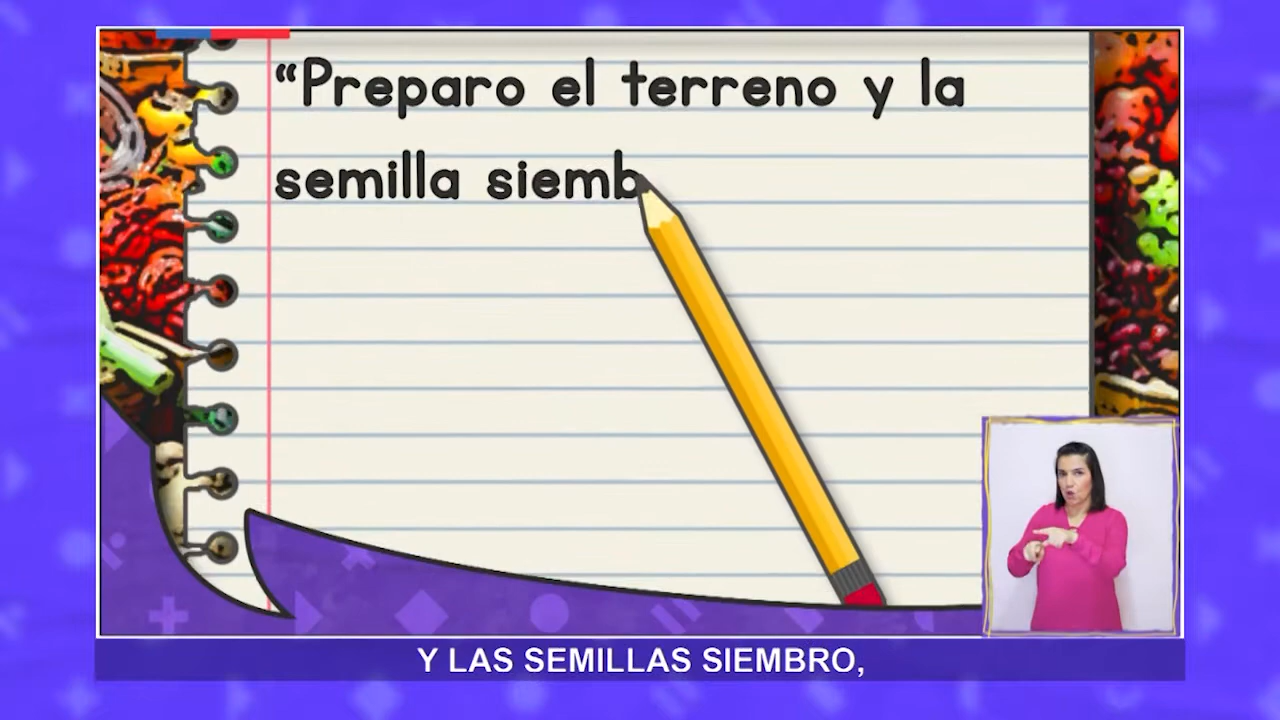 “Preparo el terreno y la
semilla siemb
Y LAS SEMILLAS SIEMBRO,